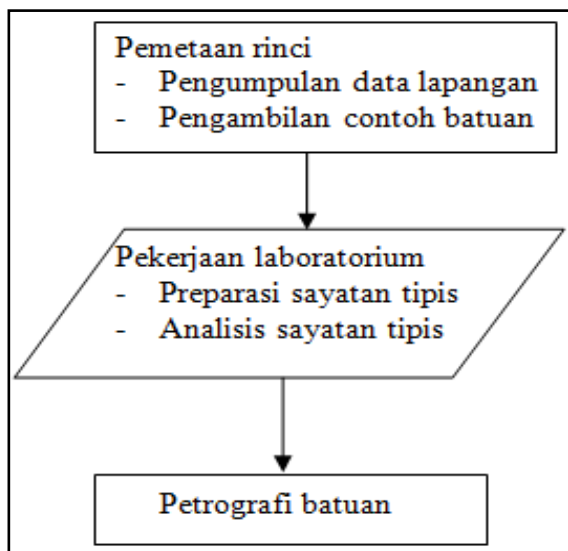 Pemetaan rinci
- Pengumpulan data lapangan
- Pengambilan contoh batuan
Pekerjaan laboratorium
- Preparasi sayatan tipis
- Analisis sayatan tipis
Petrografi batuan